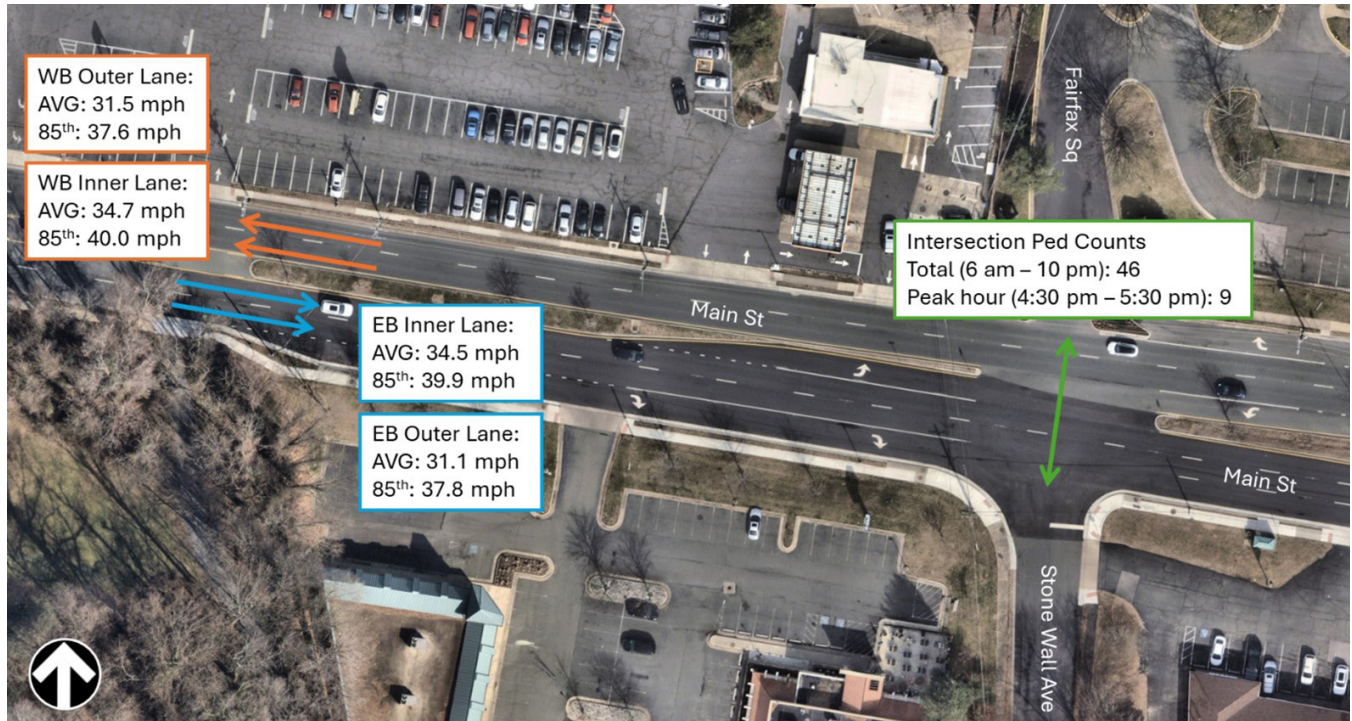 WB Outer Lane:
AVG: 31.5 mph
85th: 37.6 mph
WB Inner Lane:
AVG: 34.7 mph
85th: 40.0 mph
EB Inner Lane:
AVG: 34.5 mph
85th: 39.9 mph
EB Outer Lane:
AVG: 31.1 mph
85th: 37.8 mph
Main St
Fairfax Sq
Intersection Ped Counts
Total (6 am – 10 pm): 46
Peak hour (4:30 pm – 5:30 pm): 9
Main St
Stone Wall Ave